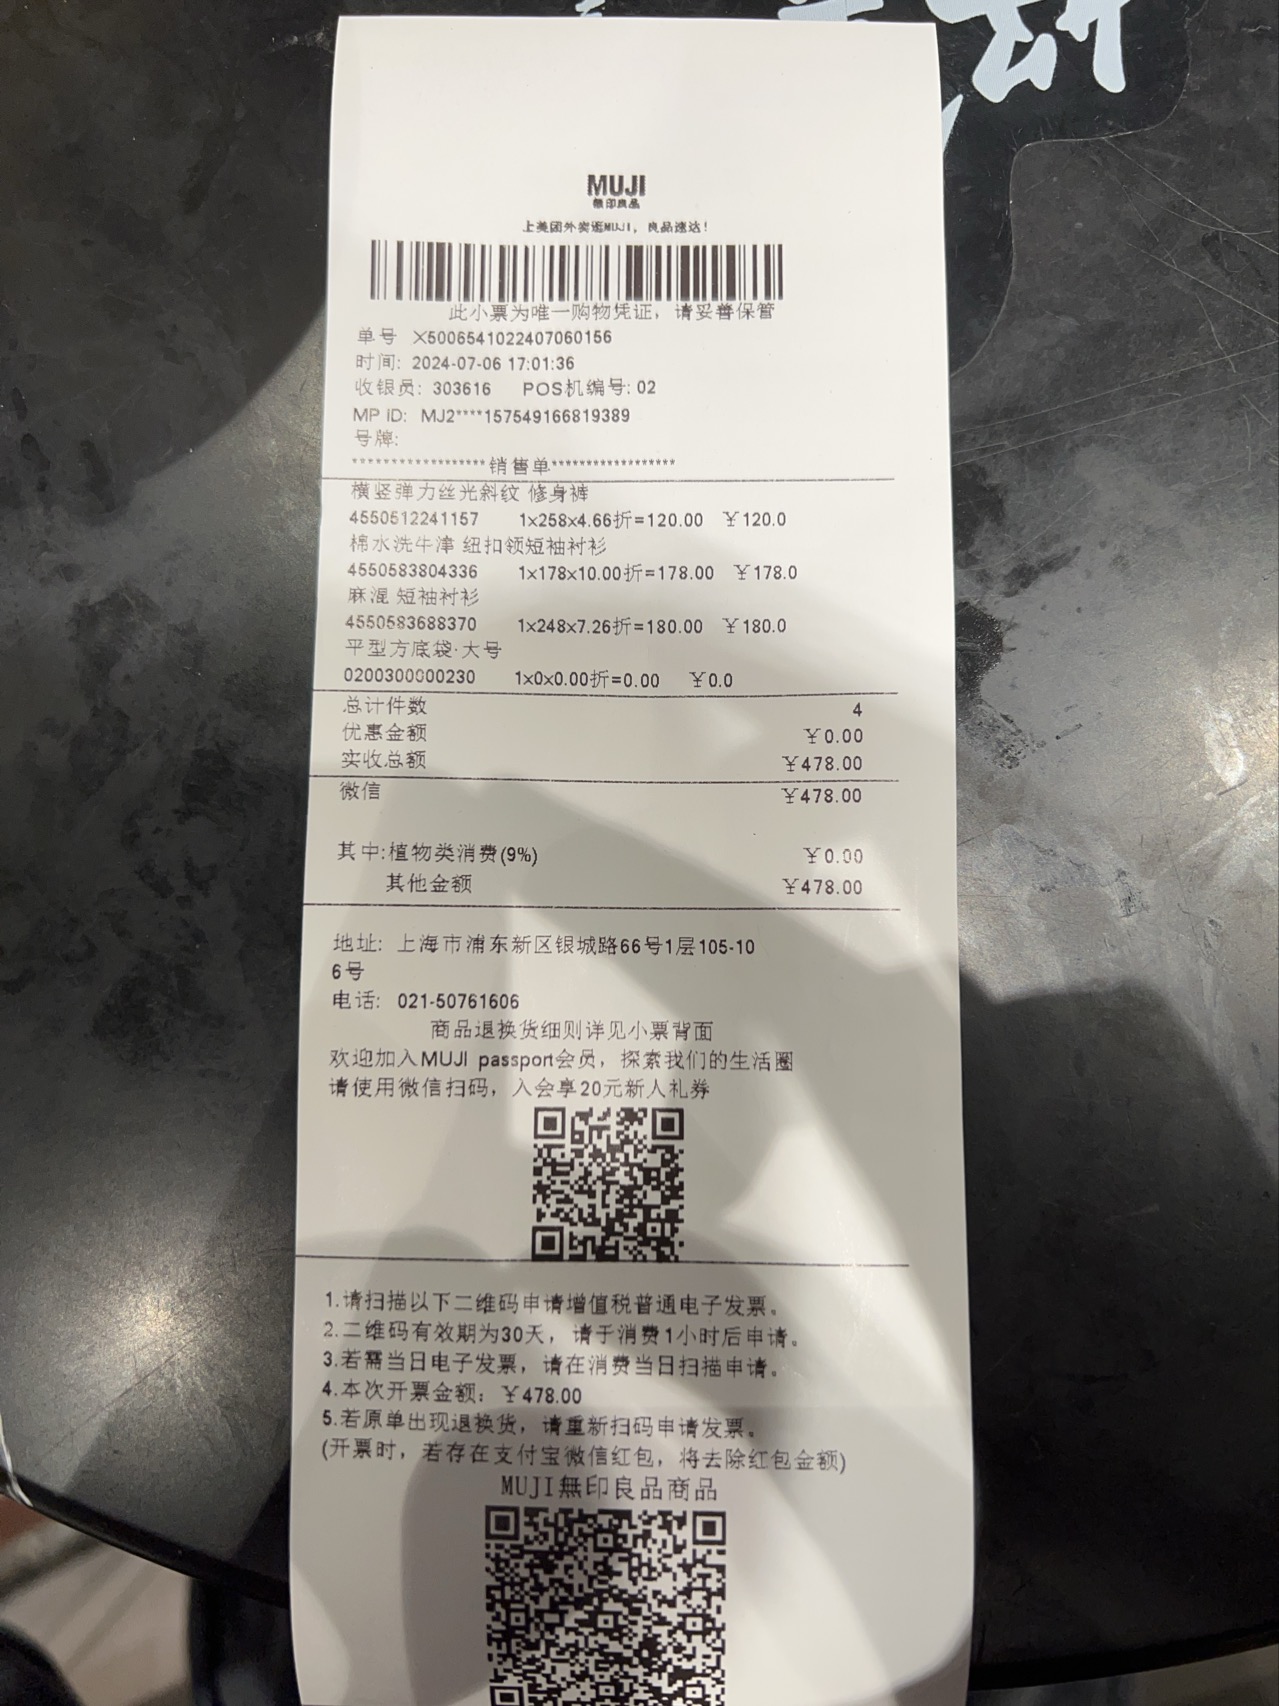 MUJI
無印良品
上美团外卖逛MUJI，良品速达！
此小票为唯一购物凭证，请妥善保管
单号 X5006541022407060156
时间: 2024-07-06 17:01:36
收银员: 303616 POS机编号: 02
MP iD: MJ2****157549166819389
号牌:
*****************销售单*****************
横竖弹力丝光斜纹 修身裤
4550512241157 1x258x4.66折=120.00 ￥120.0
棉水洗牛津 纽扣领短袖衬衫
4550583804336 1x178x10.00折=178.00 ￥178.0
麻混 短袖衬衫
4550583688370 1x248x7.26折=180.00 ￥180.0
平型方底袋·大号
0200300000230 1x0x0.00折=0.00 ￥0.0
总计件数 4
优惠金额 ￥0.00
实收总额 ￥478.00
微信 ￥478.00
其中:植物类消费(9%) ￥0.00
其他金额 ￥478.00
地址: 上海市浦东新区银城路66号1层105-10
6号
电话: 021-50761606
商品退换货细则详见小票背面
欢迎加入MUJI passport会员，探索我们的生活圈
请使用微信扫码，入会享20元新人礼券
1.请扫描以下二维码申请增值税普通电子发票。
2.二维码有效期为30天，请于消费1小时后申请。
3.若需当日电子发票，请在消费当日扫描申请。
4.本次开票金额: ￥478.00
5.若原单出现退换货，请重新扫码申请发票。
(开票时，若存在支付宝微信红包，将去除红包金额)
MUJI無印良品商品